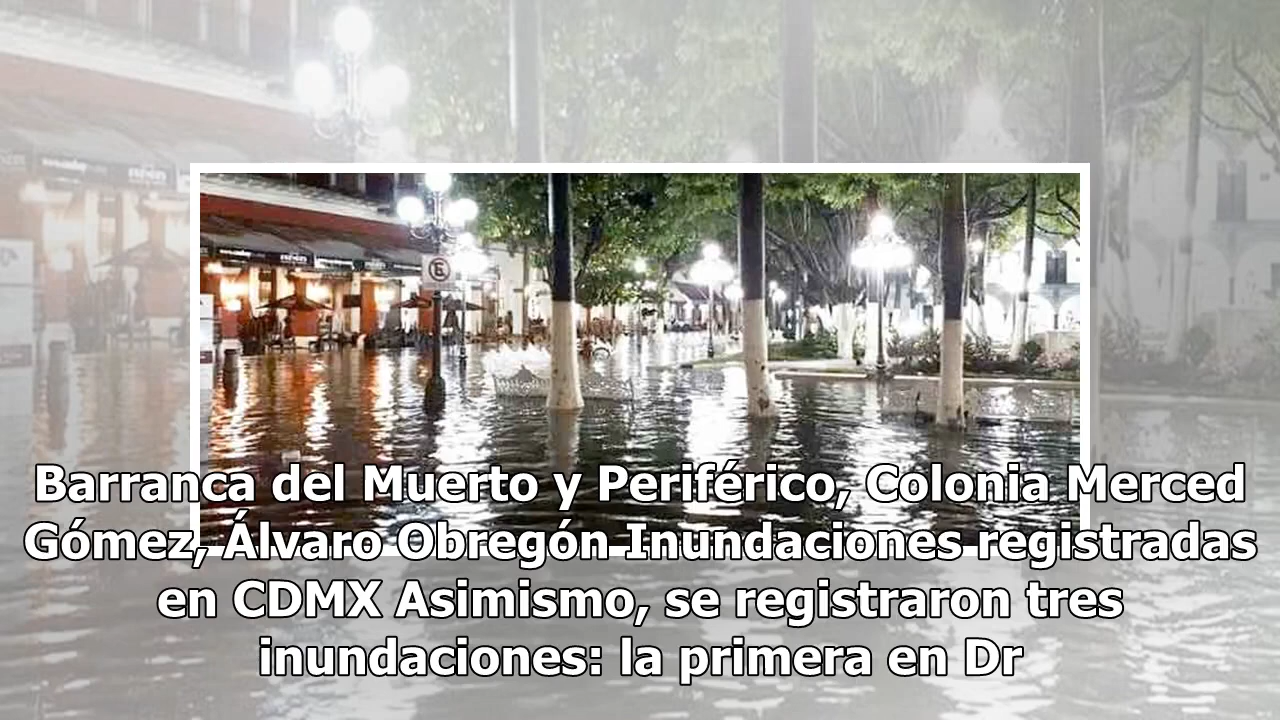 Barranca del Muerto y Periférico, Colonia Merced
Gómez, Álvaro Obregón Inundaciones registradas
en CDMX Asimismo, se registraron tres
inundaciones: la primera en Dr